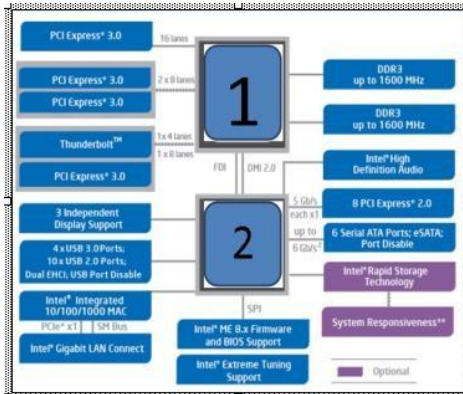 PCI Express* 3.0
16 lanes
PCI Express* 3.0
2 x 8 lanes
PCI Express* 3.0
Thunderbolt™
1x 4 lanes
1 x 8 lanes
PCI Express* 3.0
1
DDR3
up to 1600 MHz
DDR3
up to 1600 MHz
FDI
DMI 2.0
Intel® High
Definition Audio
3 Independent
Display Support
2
5 Gb/s
each x1
8 PCI Express* 2.0
4 x USB 3.0 Ports;
10x USB 2.0 Ports;
Dual EHCI; USB Port Disable
up to
6 Gb/s²
6 Serial ATA Ports; eSATA;
Port Disable
Intel® Integrated
10/100/1000 MAC
Intel® Rapid Storage
Technology
PCIe* x1
SM Bus
SPI
System Responsiveness**
Intel® Gigabit LAN Connect
Intel® ME 8.x Firmware
and BIOS Support
Intel® Extreme Tuning
Support
Optional